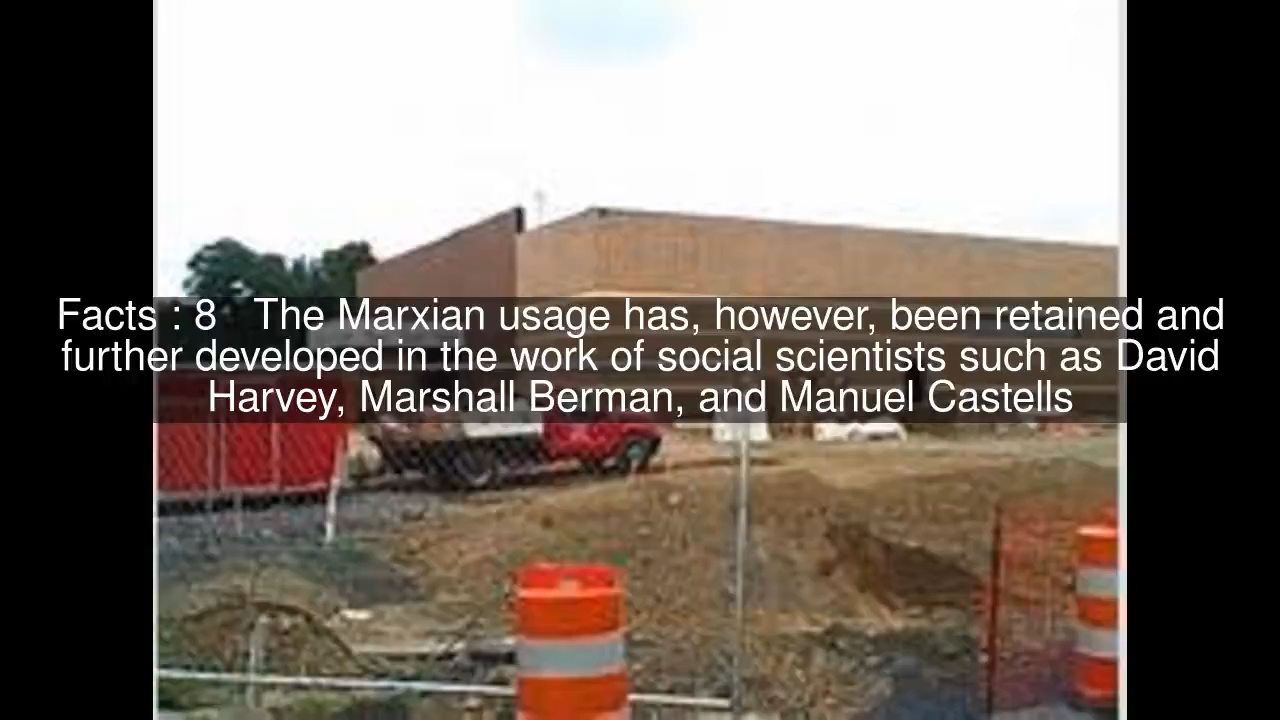 Facts : 8 The Marxian usage has, however, been retained and
further developed in the work of social scientists such as David
Harvey, Marshall Berman, and Manuel Castells